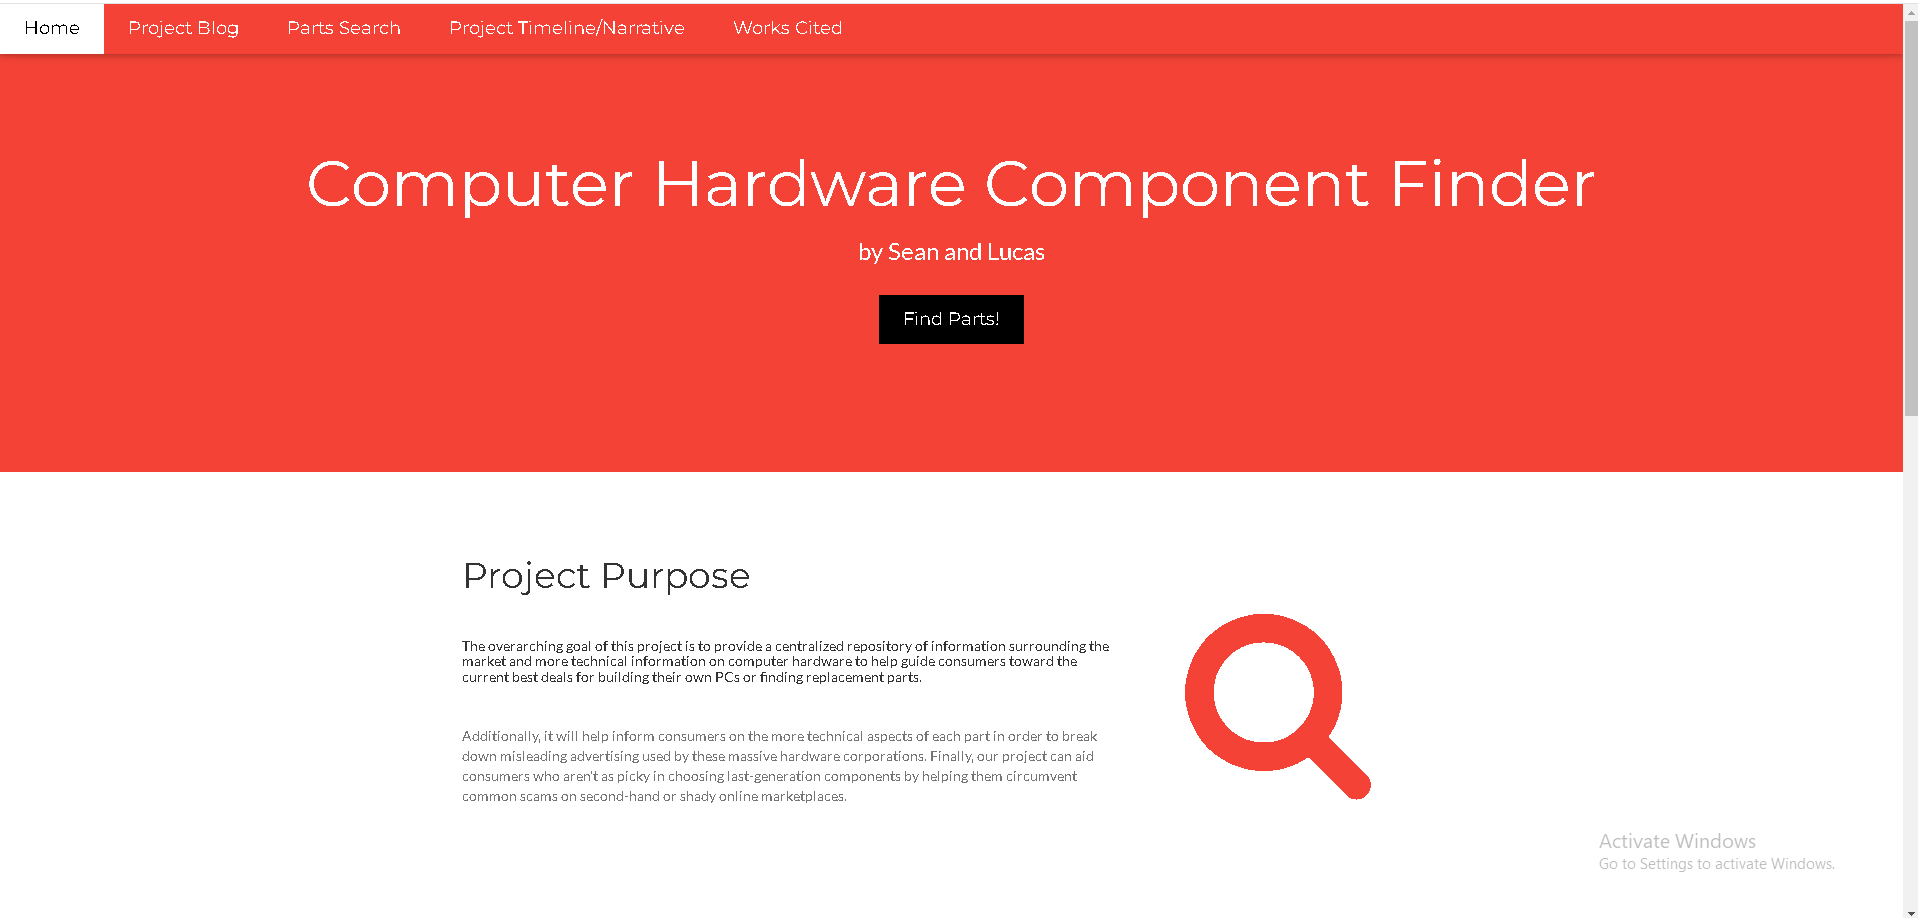 Home Project Blog Parts Search Project Timeline/Narrative Works Cited
Computer Hardware Component Finder
by Sean and Lucas
Find Parts!
Project Purpose
The overarching goal of this project is to provide a centralized repository of information surrounding the
market and more technical information on computer hardware to help guide consumers toward the
current best deals for building their own PCs or finding replacement parts.
Additionally, it will help inform consumers on the more technical aspects of each part in order to break
down misleading advertising used by these massive hardware corporations. Finally, our project can aid
consumers who aren't as picky in choosing last-generation components by helping them circumvent
common scams on second-hand or shady online marketplaces.
Activate Windows
Go to Settings to activate Windows.